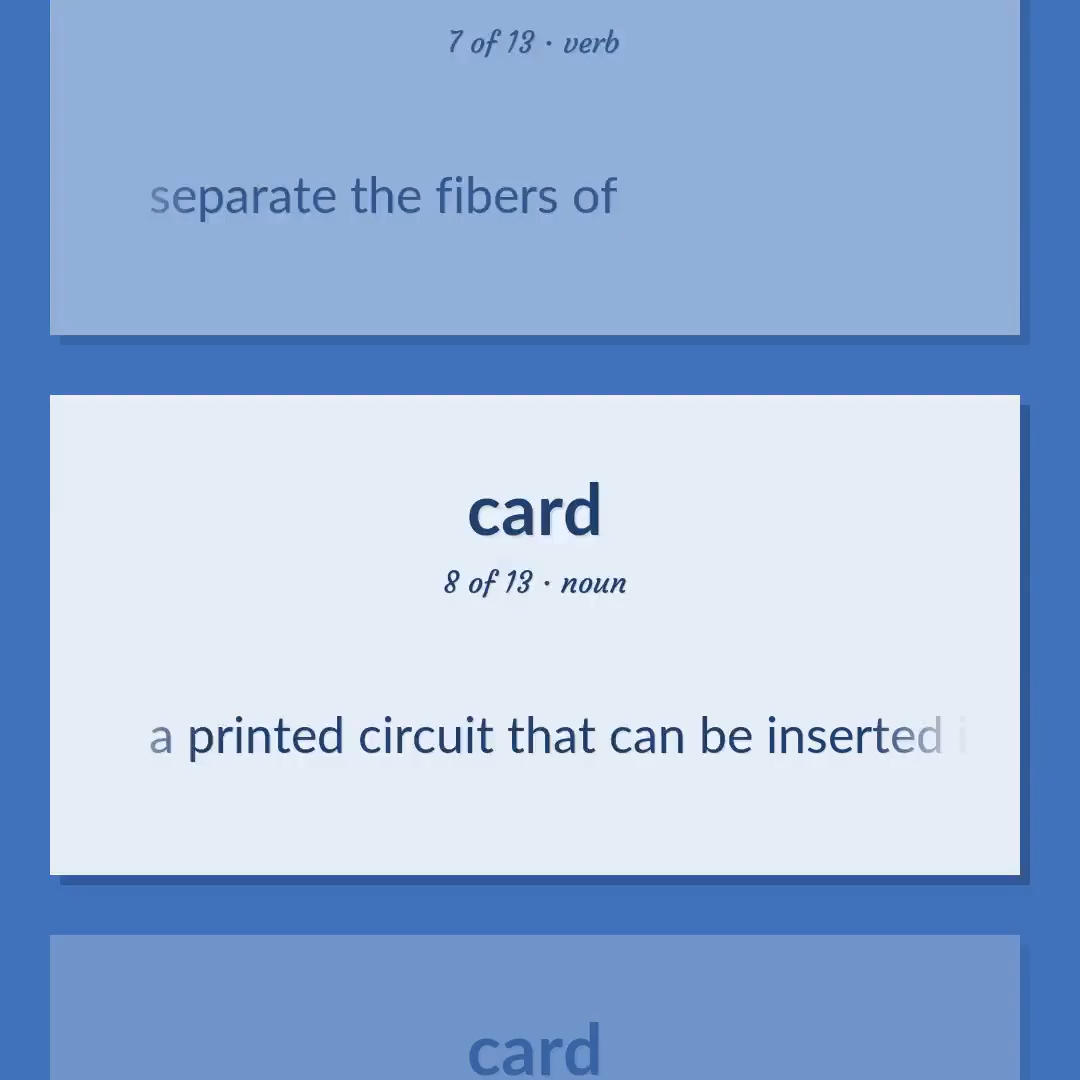 7 of 13 · verb
separate the fibers of
card
8 of 13 · noun
a printed circuit that can be inserted i
card